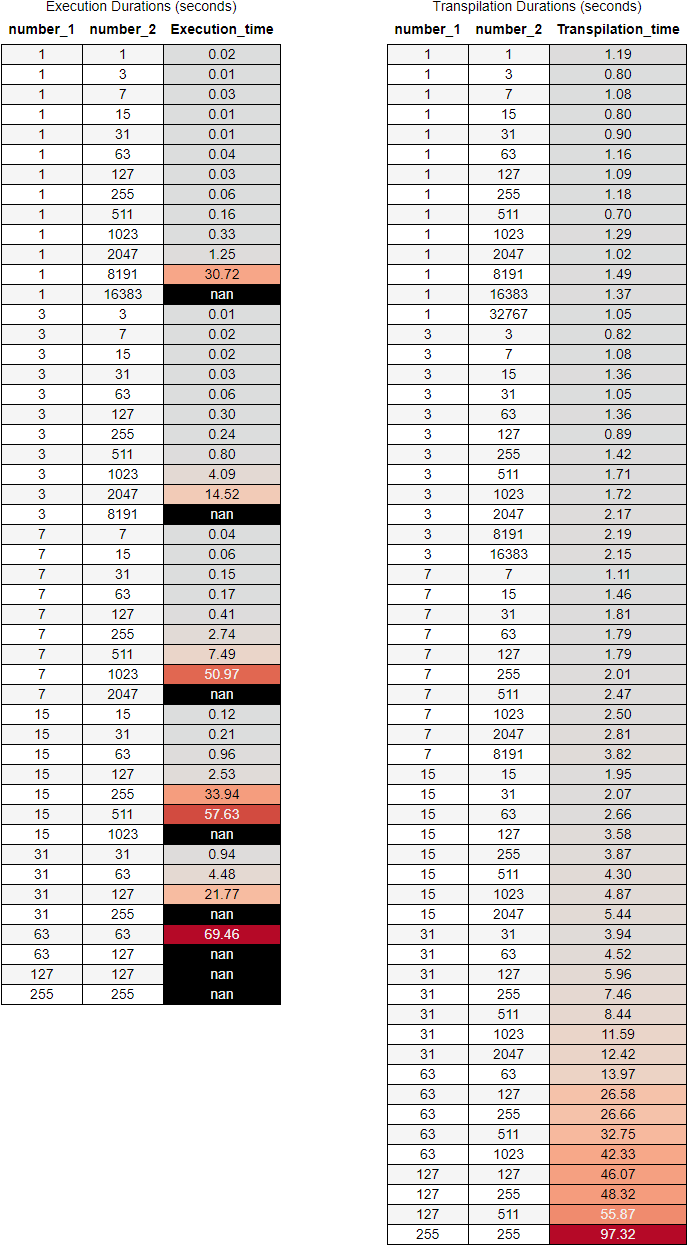 Execution Durations (seconds)
number_1 number_2 Execution_time
1 1 0.02
1 3 0.01
1 7 0.03
1 15 0.01
1 31 0.01
1 63 0.04
1 127 0.03
1 255 0.06
1 511 0.16
1 1023 0.33
1 2047 1.25
1 8191 30.72
1 16383 nan
3 3 0.01
3 7 0.02
3 15 0.02
3 31 0.03
3 63 0.06
3 127 0.30
3 255 0.24
3 511 0.80
3 1023 4.09
3 2047 14.52
3 8191 nan
7 7 0.04
7 15 0.06
7 31 0.15
7 63 0.17
7 127 0.41
7 255 2.74
7 511 7.49
7 1023 50.97
7 2047 nan
15 15 0.12
15 31 0.21
15 63 0.96
15 127 2.53
15 255 33.94
15 511 57.63
15 1023 nan
31 31 0.94
31 63 4.48
31 127 21.77
31 255 nan
63 63 69.46
63 127 nan
127 127 nan
255 255 nan
Transpilation Durations (seconds)
number_1 number_2 Transpilation_time
1 1 1.19
1 3 0.80
1 7 1.08
1 15 0.80
1 31 0.90
1 63 1.16
1 127 1.09
1 255 1.18
1 511 0.70
1 1023 1.29
1 2047 1.02
1 8191 1.49
1 16383 1.37
1 32767 1.05
3 3 0.82
3 7 1.08
3 15 1.36
3 31 1.05
3 63 1.36
3 127 0.89
3 255 1.42
3 511 1.71
3 1023 1.72
3 2047 2.17
3 8191 2.19
3 16383 2.15
7 7 1.11
7 15 1.46
7 31 1.81
7 63 1.79
7 127 1.79
7 255 2.01
7 511 2.47
7 1023 2.50
7 2047 2.81
7 8191 3.82
15 15 1.95
15 31 2.07
15 63 2.66
15 127 3.58
15 255 3.87
15 511 4.30
15 1023 4.87
15 2047 5.44
31 31 3.94
31 63 4.52
31 127 5.96
31 255 7.46
31 511 8.44
31 1023 11.59
31 2047 12.42
63 63 13.97
63 127 26.58
63 255 26.66
63 511 32.75
63 1023 42.33
127 127 46.07
127 255 48.32
127 511 55.87
255 255 97.32